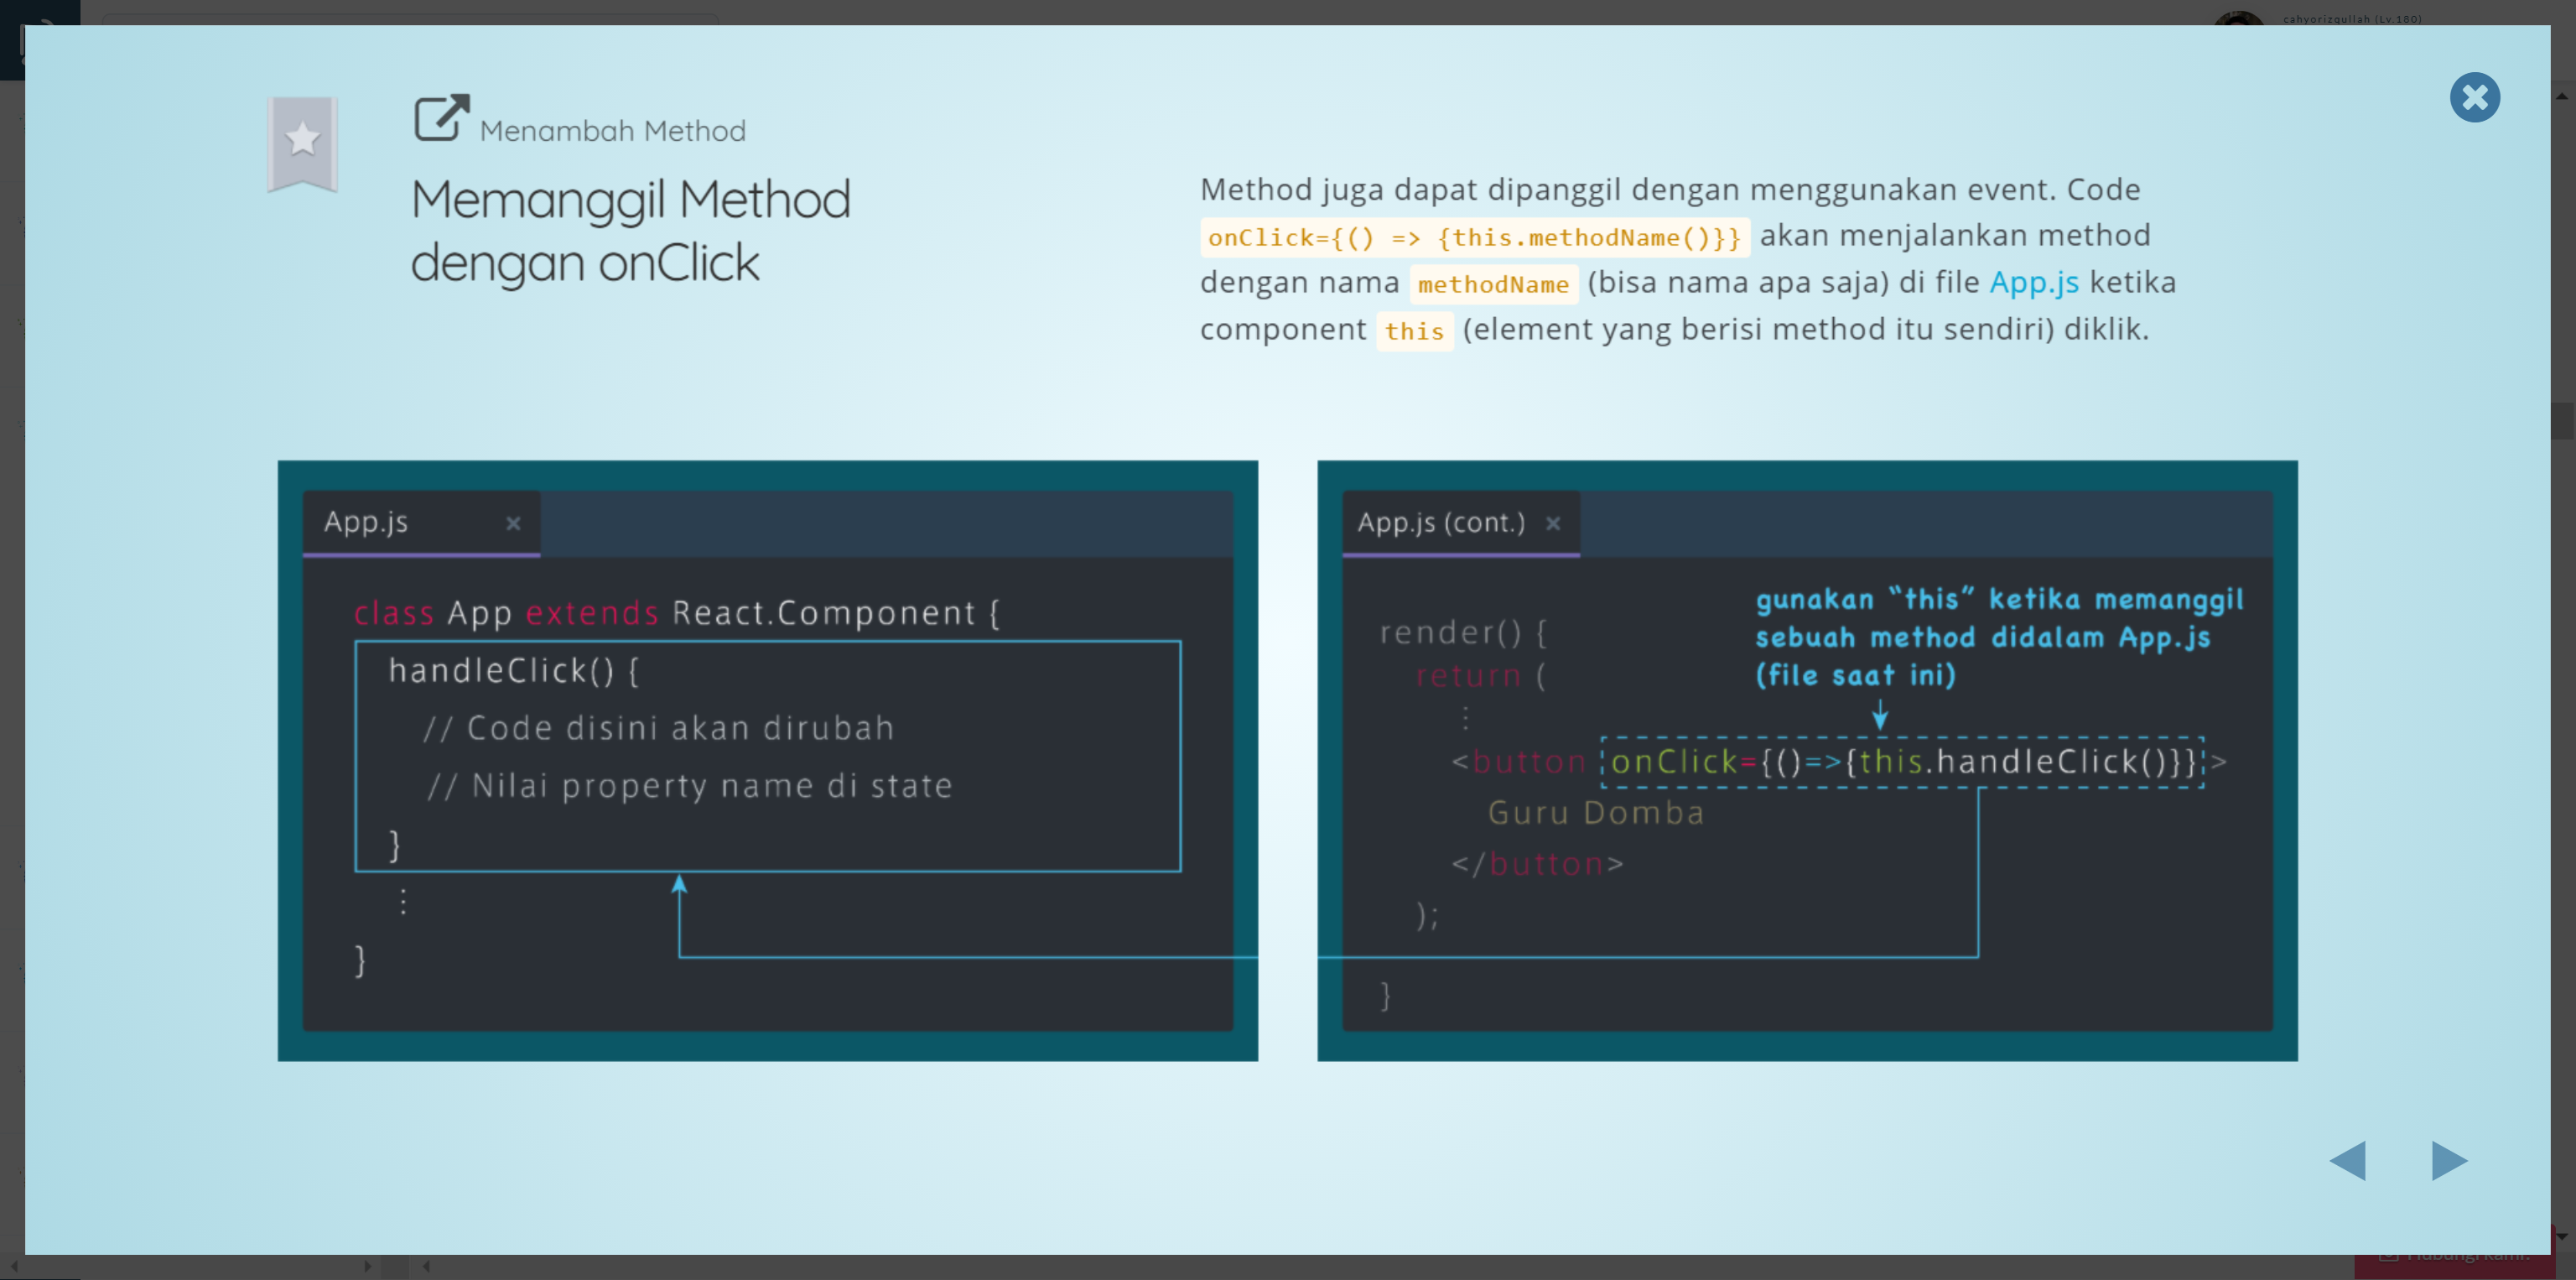 cahyorizqullah (Lv.180)
Menambah Method
Memanggil Method
dengan onClick
Method juga dapat dipanggil dengan menggunakan event. Code
onClick={() => {this.methodName()}} akan menjalankan method
dengan nama methodName (bisa nama apa saja) di file App.js ketika
component this (element yang berisi method itu sendiri) diklik.
App.js ×
class App extends React.Component {
handleClick() {
// Code disini akan dirubah
// Nilai property name di state
}
⋮
}
App.js (cont.) ×
gunakan “this” ketika memanggil
sebuah method didalam App.js
(file saat ini)
render() {
return (
⋮
<button onClick={()=>{this.handleClick()}}>
Guru Domba
</button>
);
}